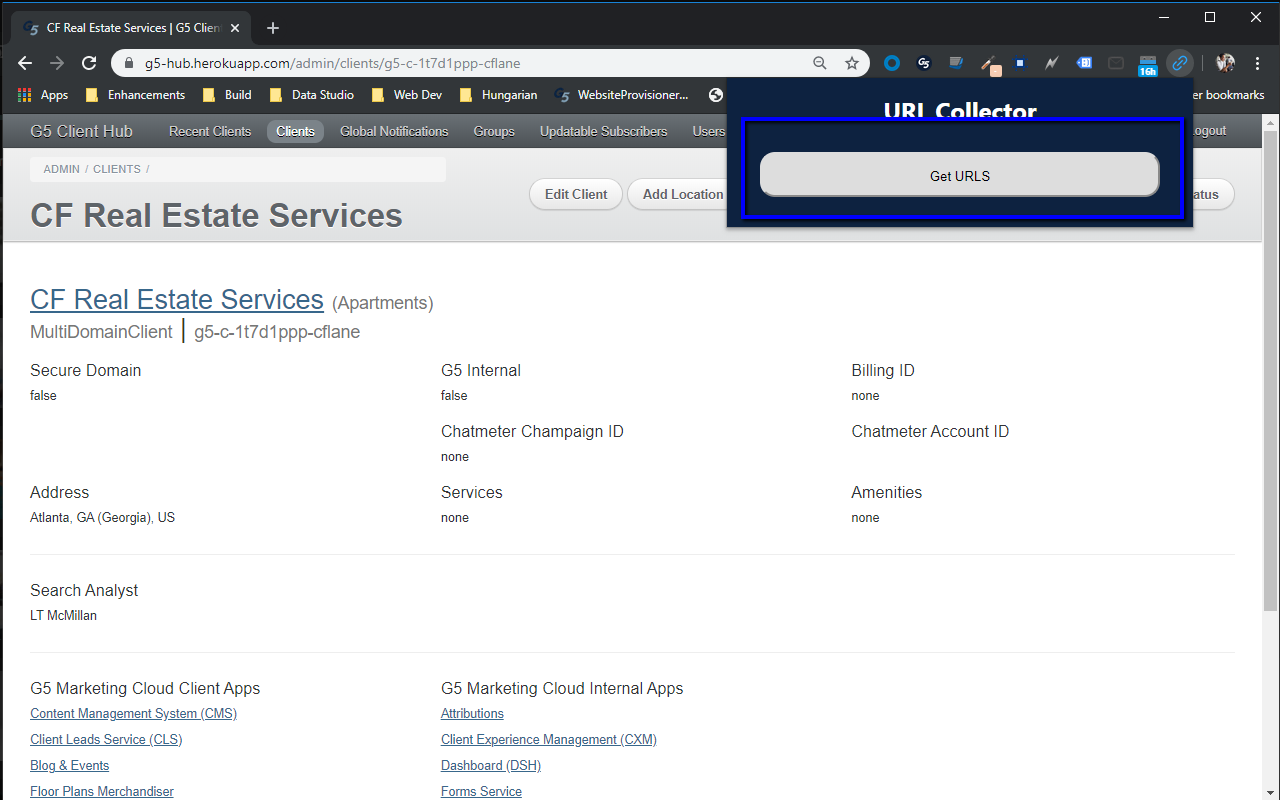 CF Real Estate Services | G5 Clien
g5-hub.herokuapp.com/admin/clients/g5-c-1t7d1ppp-cflane
G5
16h
Apps Enhancements Build Data Studio Web Dev Hungarian WebsiteProvisioner... er bookmarks
URL Collector
Get URLS
G5 Client Hub Recent Clients Clients Global Notifications Groups Updatable Subscribers Users Logout
ADMIN / CLIENTS /
CF Real Estate Services
Edit Client Add Location atus
CF Real Estate Services (Apartments)
MultiDomainClient | g5-c-1t7d1ppp-cflane
Secure Domain G5 Internal Billing ID
false false none
Chatmeter Champaign ID Chatmeter Account ID
none
Address Services Amenities
Atlanta, GA (Georgia), US none none
Search Analyst
LT McMillan
G5 Marketing Cloud Client Apps G5 Marketing Cloud Internal Apps
Content Management System (CMS) Attributions
Client Leads Service (CLS) Client Experience Management (CXM)
Blog & Events Dashboard (DSH)
Floor Plans Merchandiser Forms Service